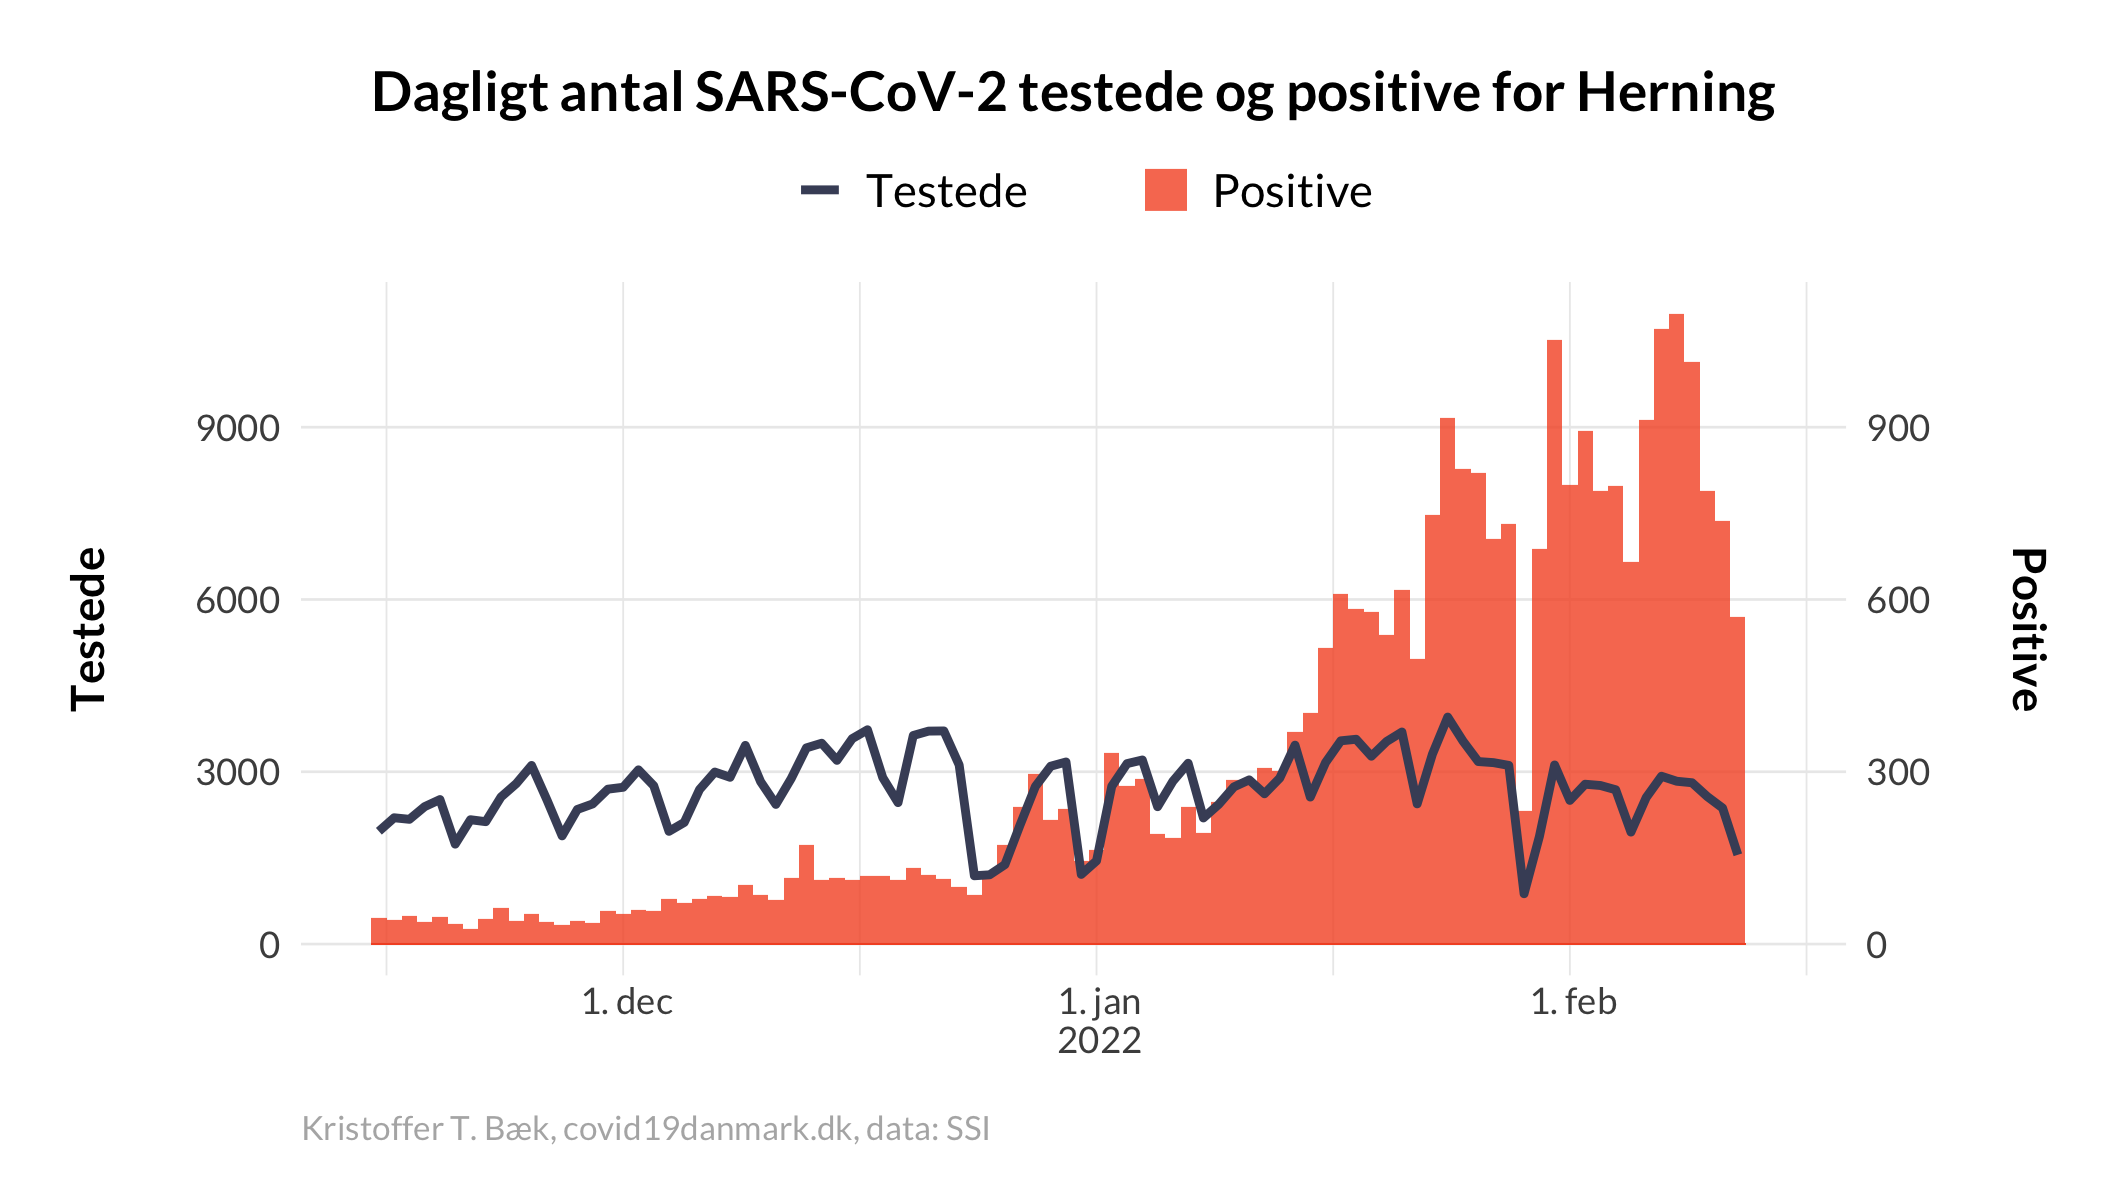 Dagligt antal SARS-CoV-2 testede og positive for Herning
Testede
Positive
Testede
9000
6000
3000
0
900
600
300
0
Positive
1. dec
1. jan
2022
1. feb
Kristoffer T. Bæk, covid19danmark.dk, data: SSI